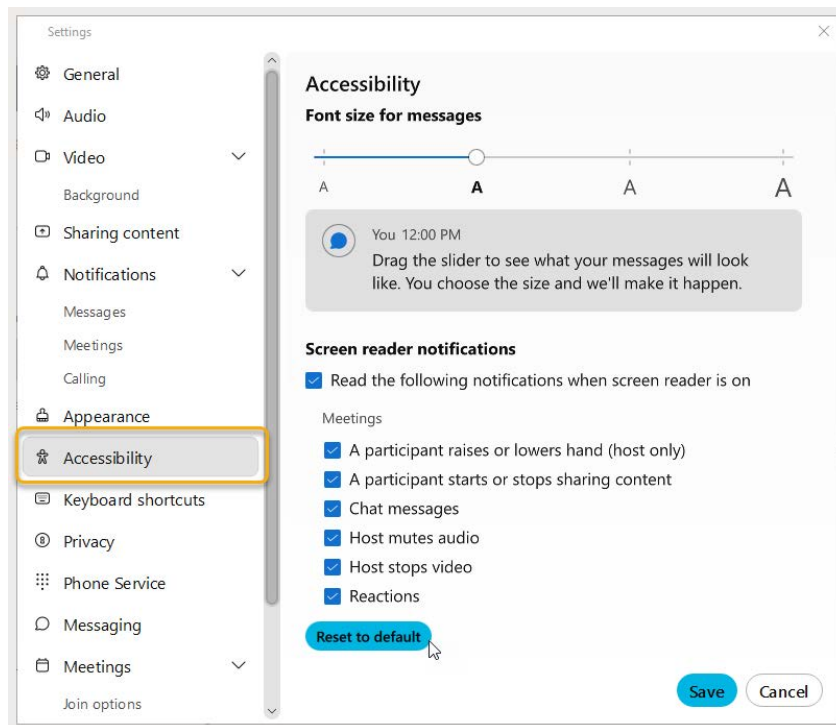 Settings
General
Audio
Video
Background
Sharing content
Notifications
Messages
Meetings
Calling
Appearance
Accessibility
Keyboard shortcuts
Privacy
Phone Service
Messaging
Meetings
Join options
Accessibility
Font size for messages
A A A A
You 12:00 PM
Drag the slider to see what your messages will look
like. You choose the size and we'll make it happen.
Screen reader notifications
Read the following notifications when screen reader is on
Meetings
A participant raises or lowers hand (host only)
A participant starts or stops sharing content
Chat messages
Host mutes audio
Host stops video
Reactions
Reset to default
Save Cancel